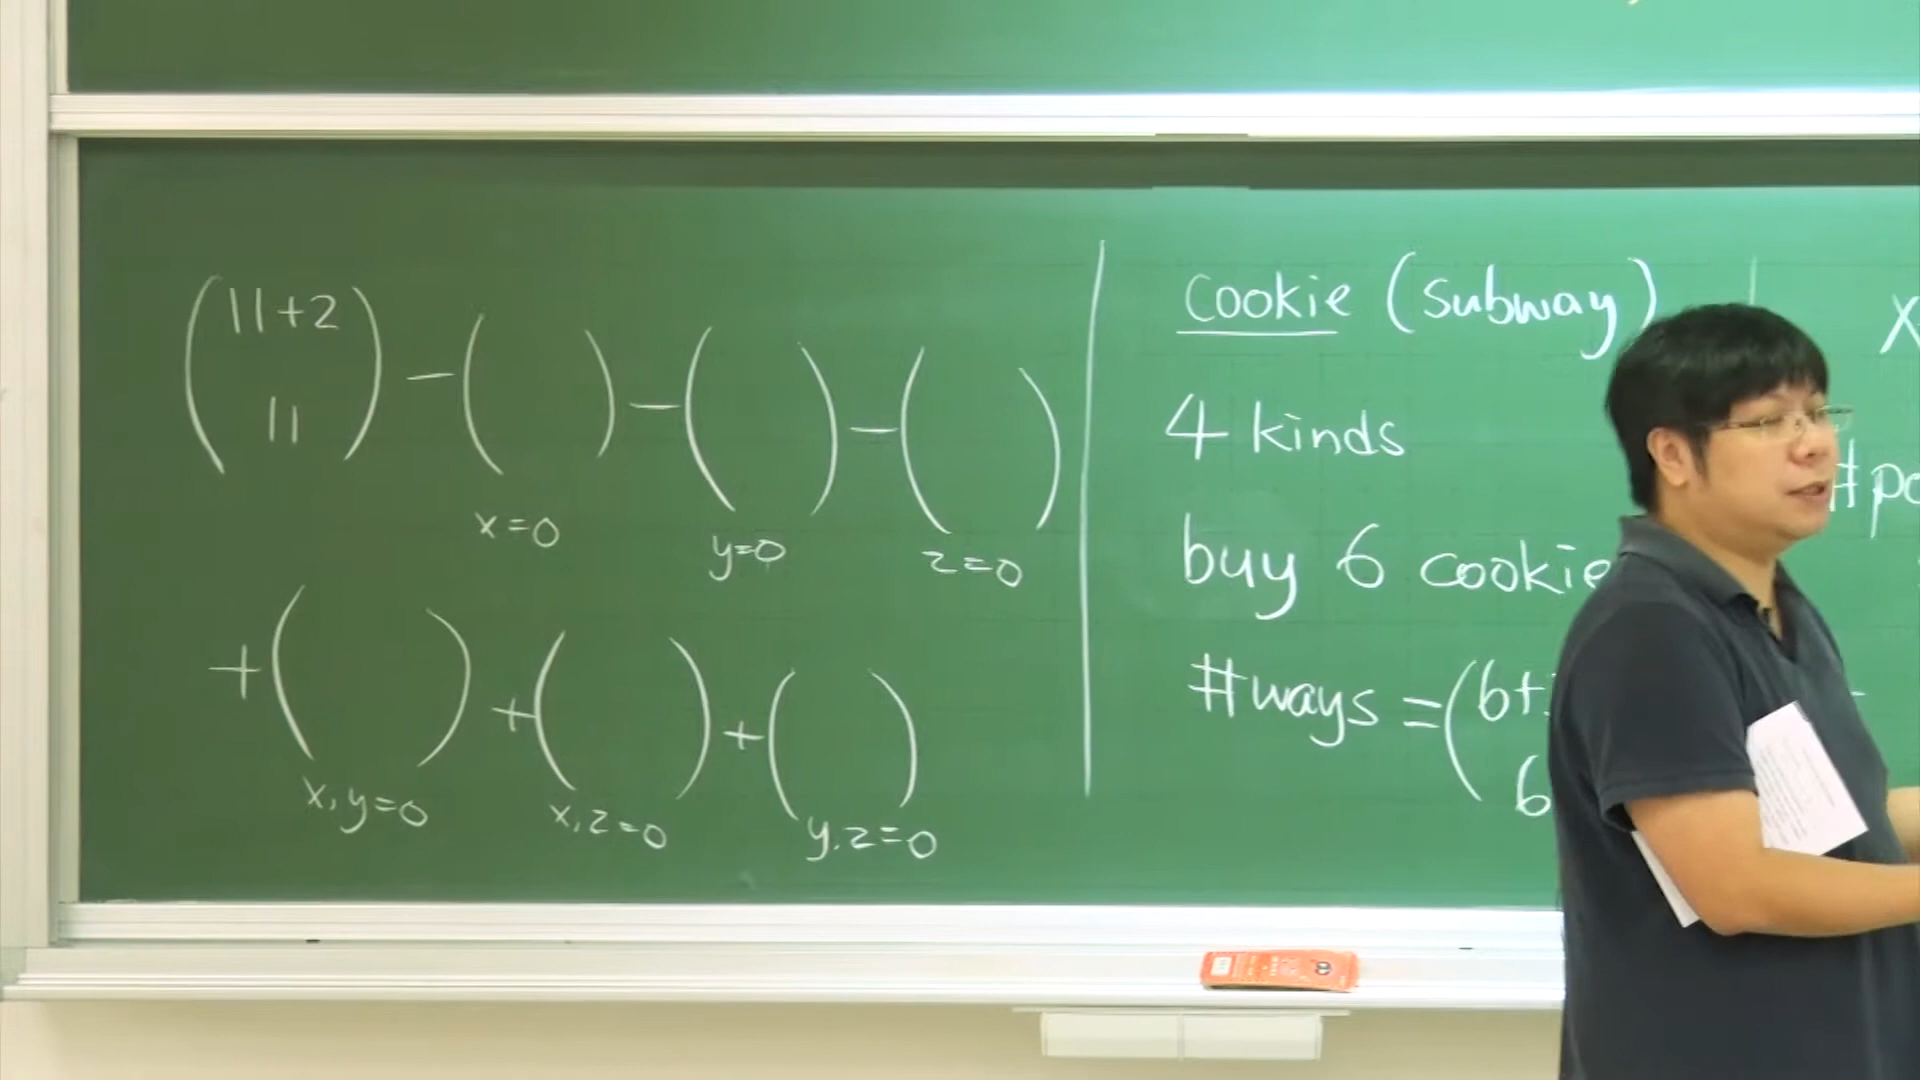 (11+2
11) - ( ) - ( ) - ( )
x=0 y=0 z=0
+ ( ) + ( ) + ( )
x,y=0 x,z=0 y,z=0
Cookie (Subway)
4 kinds
buy 6 cookie
#ways = (6+
6
X
#po